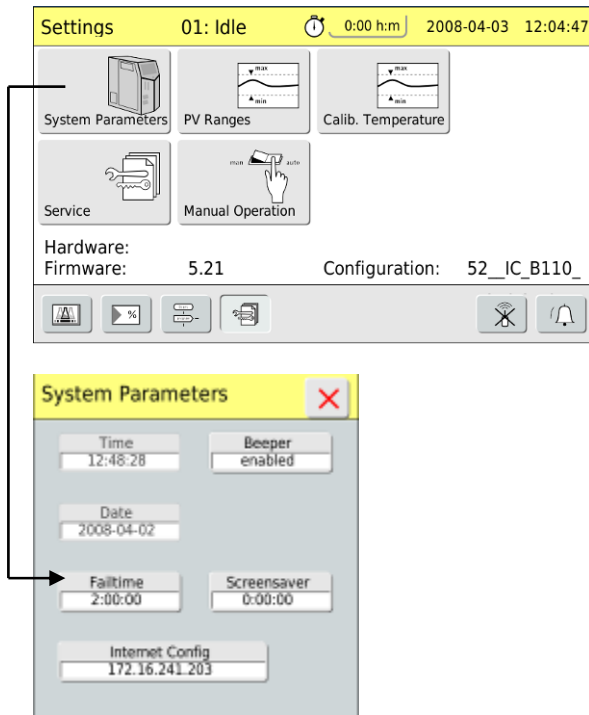 Settings 01: Idle 0:00 h:m 2008-04-03 12:04:47
max max
min min
System Parameters PV Ranges Calib. Temperature
man auto
Service Manual Operation
Hardware:
Firmware: 5.21 Configuration: 52__IC_B110_
%
System Parameters
Time Beeper
12:48:28 enabled
Date
2008-04-02
Failtime Screensaver
2:00:00 0:00:00
Internet Config
172.16.241.203